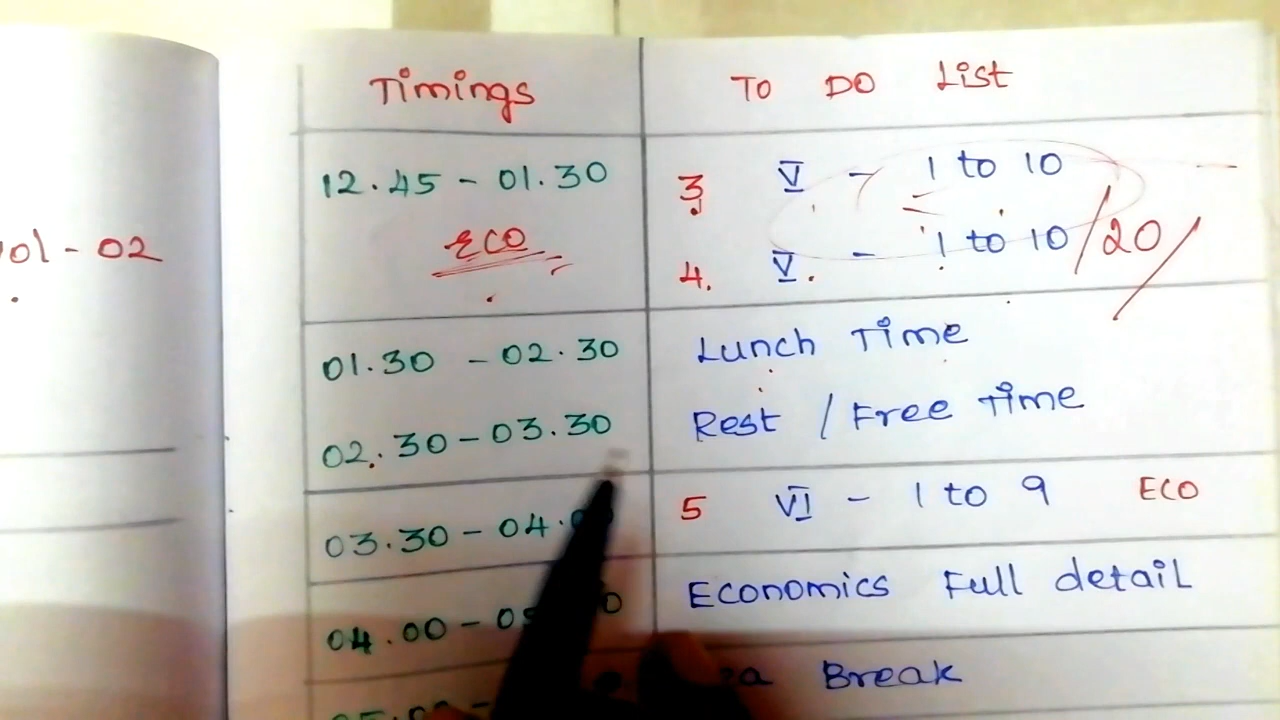 Timings TO DO List
12.45 - 01.30 3. V - 1 to 10
ECO 4. V. - 1 to 10/20/
ol - 02
01.30 - 02.30 Lunch Time
02.30 - 03.30 Rest / Free Time
03.30 - 04. 5 VI - 1 to 9 ECO
04.00 - 0 Economics Full detail
Break